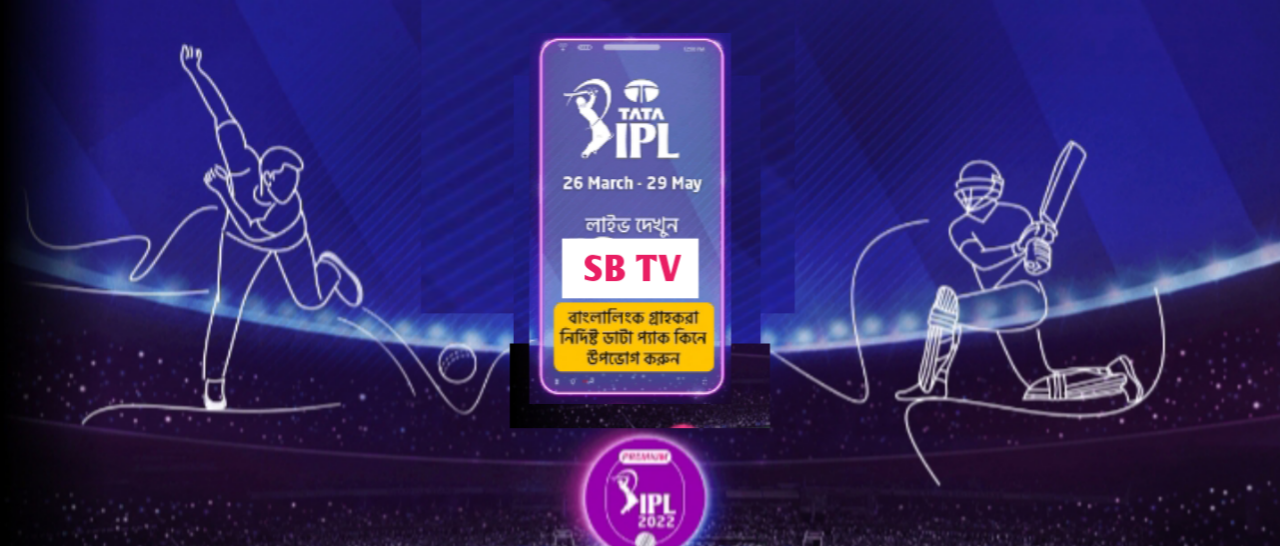 TATA
IPL
26 March - 29 May
লাইভ দেখুন
SB TV
বাংলালিংক গ্রাহকরা
নির্দিষ্ট ডাটা প্যাক কিনে
উপভোগ করুন
PREMIUM
IPL
2022